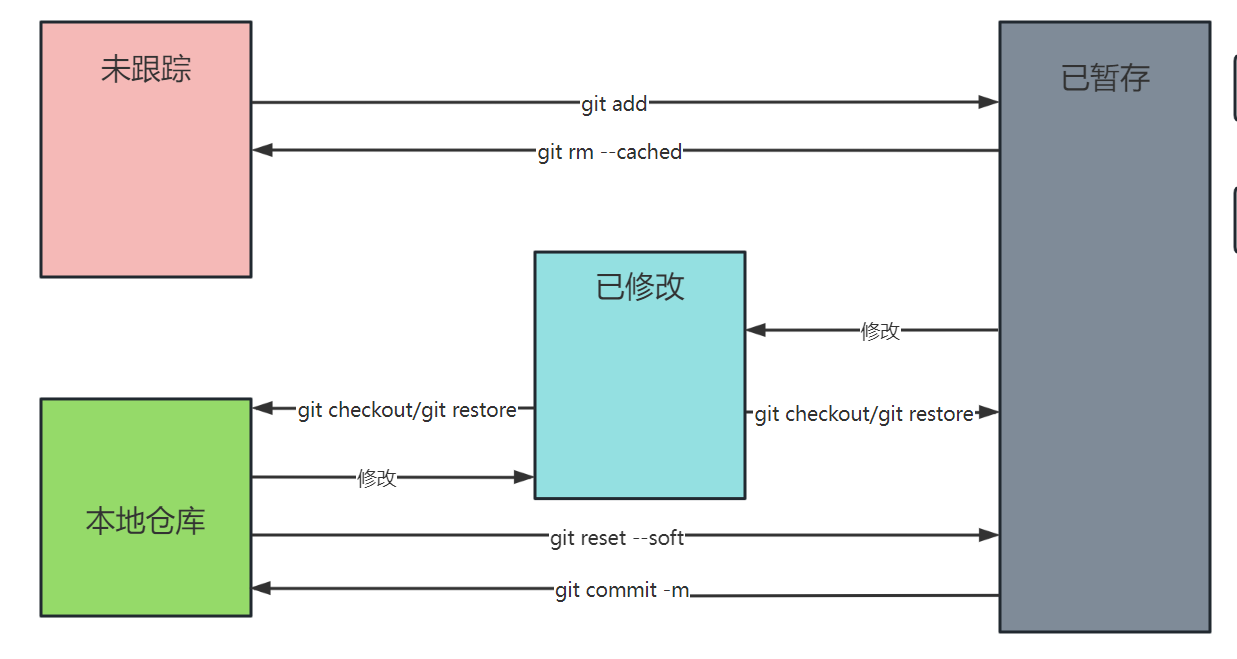 未跟踪
已暂存
git add
git rm --cached
已修改
修改
git checkout/git restore
git checkout/git restore
修改
本地仓库
git reset --soft
git commit -m